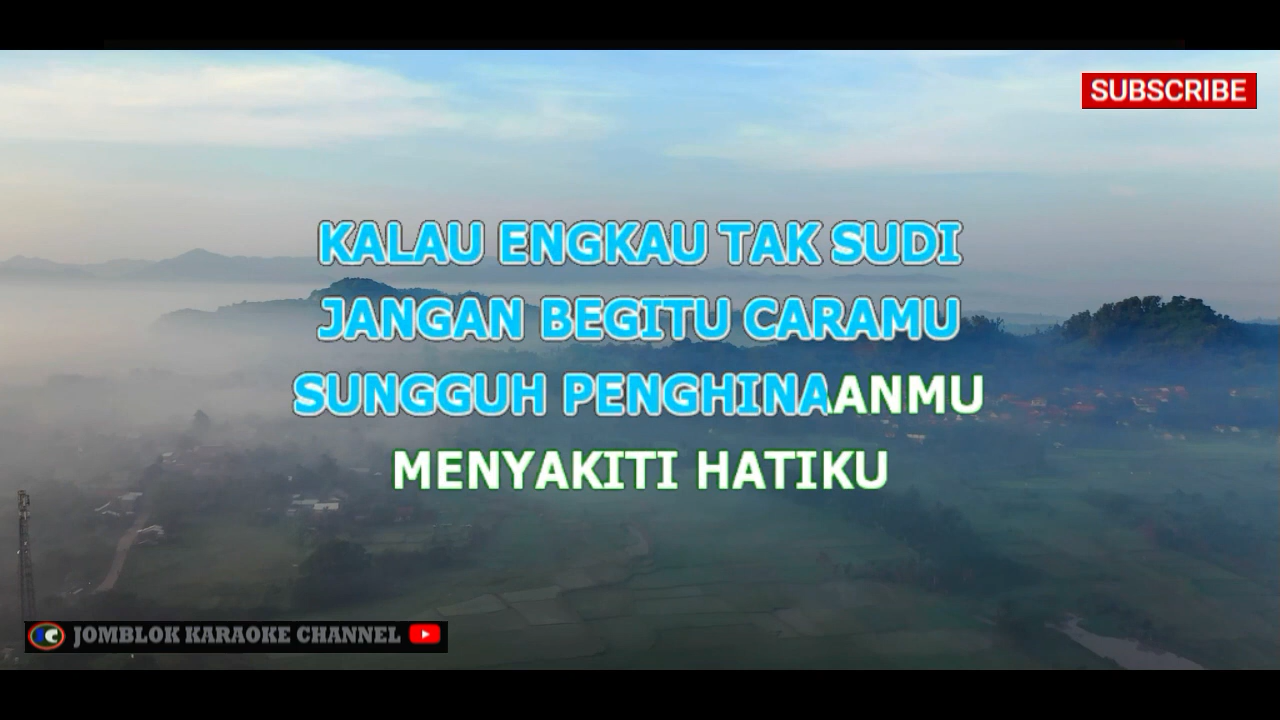 SUBSCRIBE
KALAU ENGKAU TAK SUDI
JANGAN BEGITU CARAMU
SUNGGUH PENGHINAANMU
MENYAKITI HATIKU
JOMBLOK KARAOKE CHANNEL